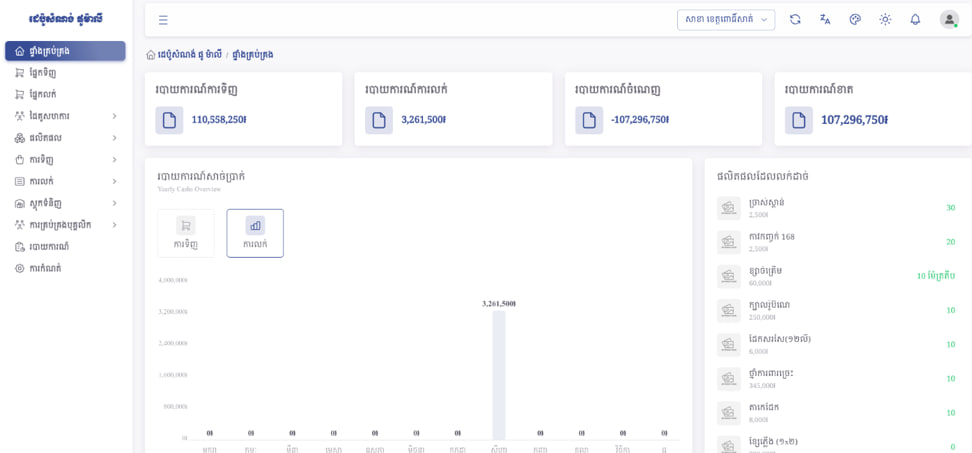 ដេប៉ូសំណង់ ផូម៉ាលី
សាខា ខេត្តពោធិ៍សាត់
ផ្ទាំងគ្រប់គ្រង
ផ្នែកទិញ
ផ្នែកលក់
ដៃគូសហការ
ផលិតផល
ការទិញ
ការលក់
ស្តុកទំនិញ
ការគ្រប់គ្រងបុគ្គលិក
របាយការណ៍
ការកំណត់
ដេប៉ូសំណង់ ផូ ម៉ាលី / ផ្ទាំងគ្រប់គ្រង
របាយការណ៍ការទិញ
110,558,250៛
របាយការណ៍ការលក់
3,261,500៛
របាយការណ៍ចំណេញ
-107,296,750៛
របាយការណ៍ខាត
107,296,750៛
របាយការណ៍សាច់ប្រាក់
Yearly Cashs Overview
ការទិញ
ការលក់
4,000,000៛
3,200,000៛
2,400,000៛
1,600,000៛
800,000៛
0៛
3,261,500៛
0៛ 0៛ 0៛ 0៛ 0៛ 0៛ 0៛ 0៛ 0៛ 0៛ 0៛
មករា កុម្ភៈ មីនា មេសា ឧសភា មិថុនា កក្កដា សីហា កញ្ញា តុលា វិច្ឆិកា ធ្នូ
ផលិតផលដែលលក់ដាច់
ច្រាស់ស្ពាន់
2,500៛
30
កាវកញ្ចក់ 168
2,500៛
20
ខ្សាច់គ្រើម
60,000៛
10 ម៉ែត្រគីប
ក្បាលរ៉ូប៊ីណេ
250,000៛
10
ដែកសរសៃ(១២លី)
6,000៛
10
ថ្នាំការពារច្រេះ
345,000៛
10
តាកេដែក
8,000៛
10
0